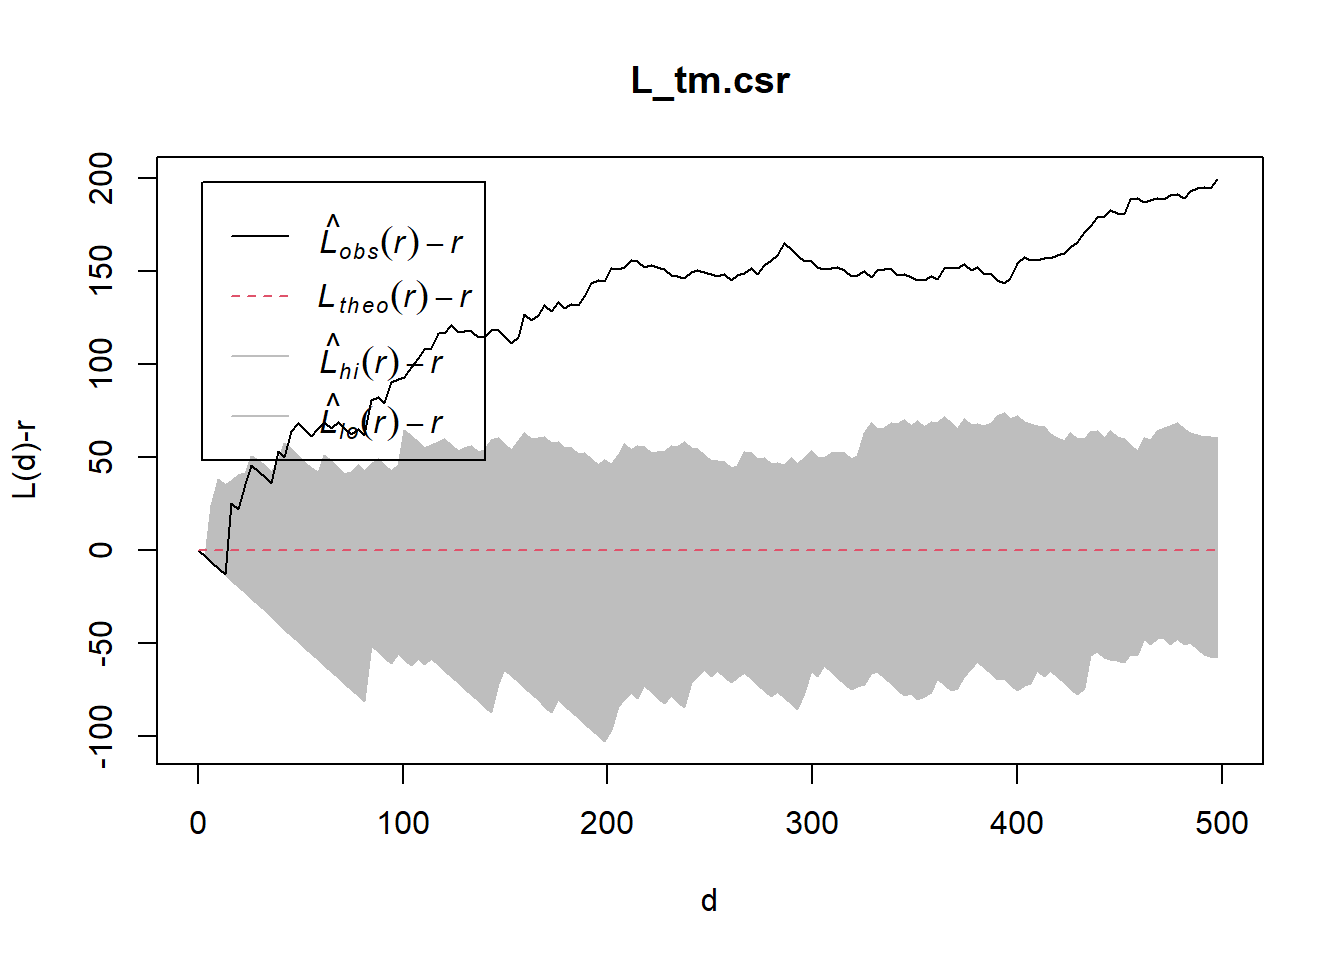 L_tm.csr
L̂obs(r) − r
Ltheo(r) − r
L̂hi(r) − r
L̂lo(r) − r
200
150
100
50
0
-50
-100
L(d)-r
0 100 200 300 400 500
d